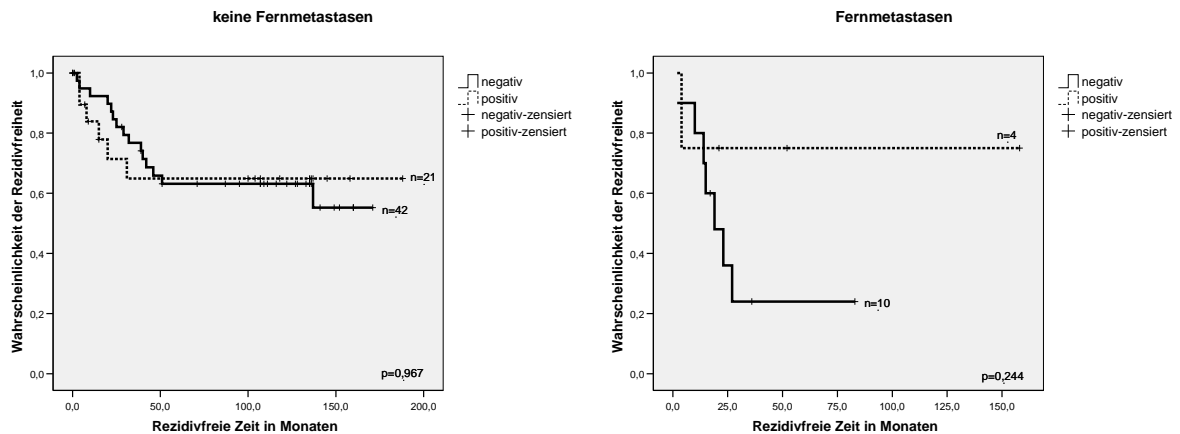 keine Fernmetastasen
Wahrscheinlichkeit der Rezidivfreiheit
1,0
0,8
0,6
0,4
0,2
0,0
n=21
n=42
p=0,967
0,0 50,0 100,0 150,0 200,0
Rezidivfreie Zeit in Monaten
negativ
positiv
negativ-zensiert
positiv-zensiert
Fernmetastasen
Wahrscheinlichkeit der Rezidivfreiheit
1,0
0,8
0,6
0,4
0,2
0,0
n=4
n=10
p=0,244
0,0 25,0 50,0 75,0 100,0 125,0 150,0
Rezidivfreie Zeit in Monaten
negativ
positiv
negativ-zensiert
positiv-zensiert